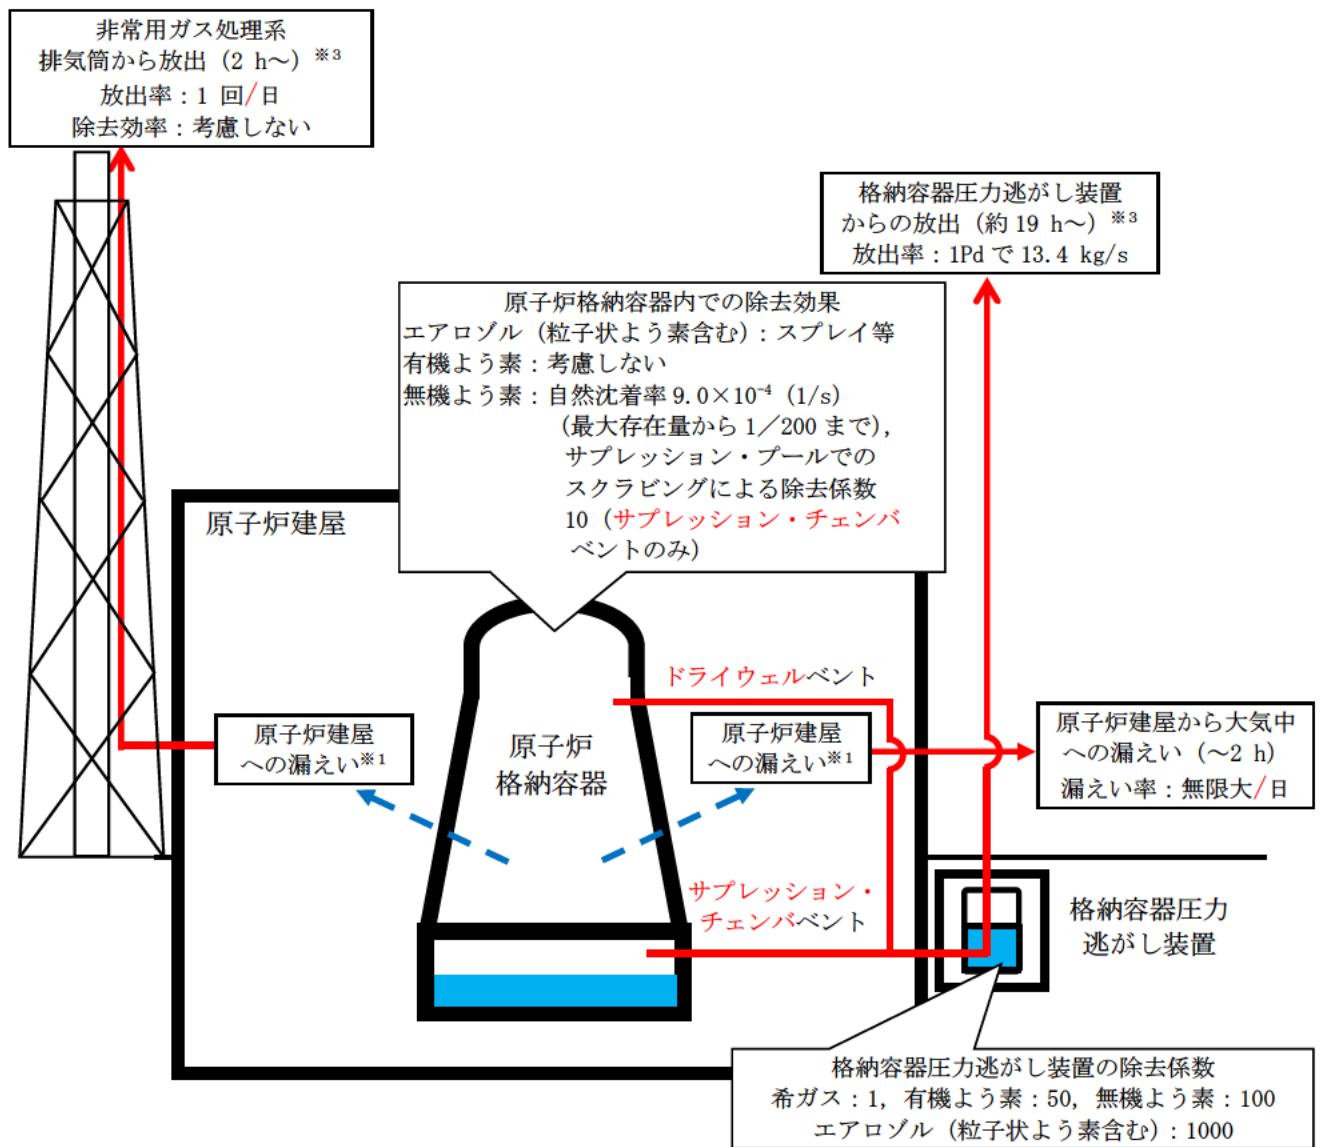 非常用ガス処理系
排気筒から放出（2 h～）※3
放出率：1 回/日
除去効率：考慮しない
格納容器圧力逃がし装置
からの放出（約 19 h～）※3
放出率：1Pd で 13.4 kg/s
原子炉格納容器内での除去効果
エアロゾル（粒子状よう素含む）：スプレイ等
有機よう素：考慮しない
無機よう素：自然沈着率 9.0×10⁻⁴（1/s）
（最大存在量から 1／200 まで），
サプレッション・プールでの
スクラビングによる除去係数
10（サプレッション・チェンバ
ベントのみ）
原子炉建屋
ドライウェルベント
原子炉建屋
への漏えい※1
原子炉
格納容器
原子炉建屋
への漏えい※1
原子炉建屋から大気中
への漏えい（～2 h）
漏えい率：無限大/日
サプレッション・
チェンバベント
格納容器圧力
逃がし装置
格納容器圧力逃がし装置の除去係数
希ガス：1，有機よう素：50，無機よう素：100
エアロゾル（粒子状よう素含む）：1000